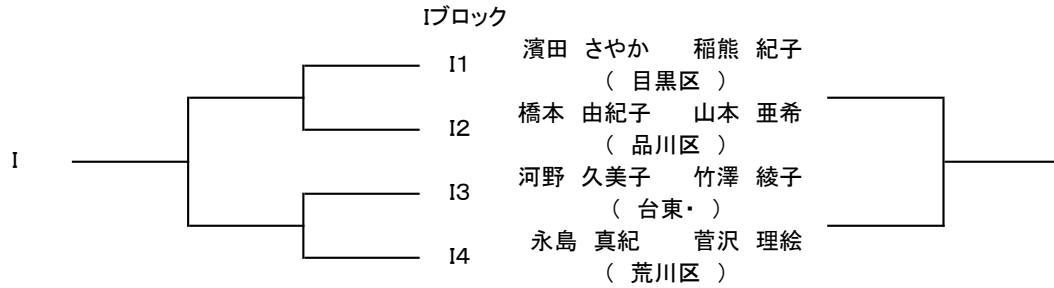 Iブロック
I1 濱田 さやか 稲熊 紀子
( 目黒区 )
I2 橋本 由紀子 山本 亜希
( 品川区 )
I
I3 河野 久美子 竹澤 綾子
( 台東・ )
I4 永島 真紀 菅沢 理絵
( 荒川区 )